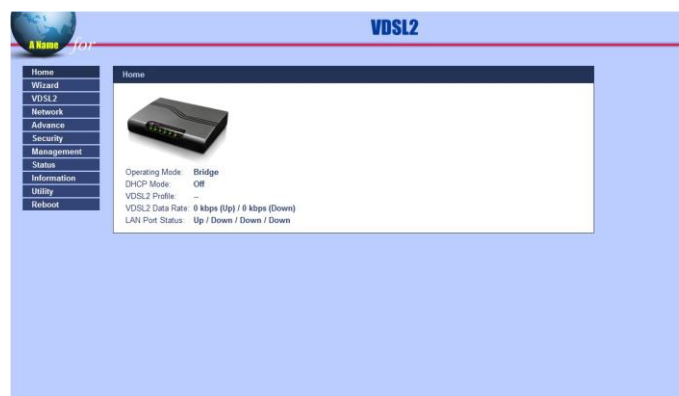 VDSL2
A Name for
Home
Wizard
VDSL2
Network
Advance
Security
Management
Status
Information
Utility
Reboot
Home
Operating Mode: Bridge
DHCP Mode: Off
VDSL2 Profile: --
VDSL2 Data Rate: 0 kbps (Up) / 0 kbps (Down)
LAN Port Status: Up / Down / Down / Down